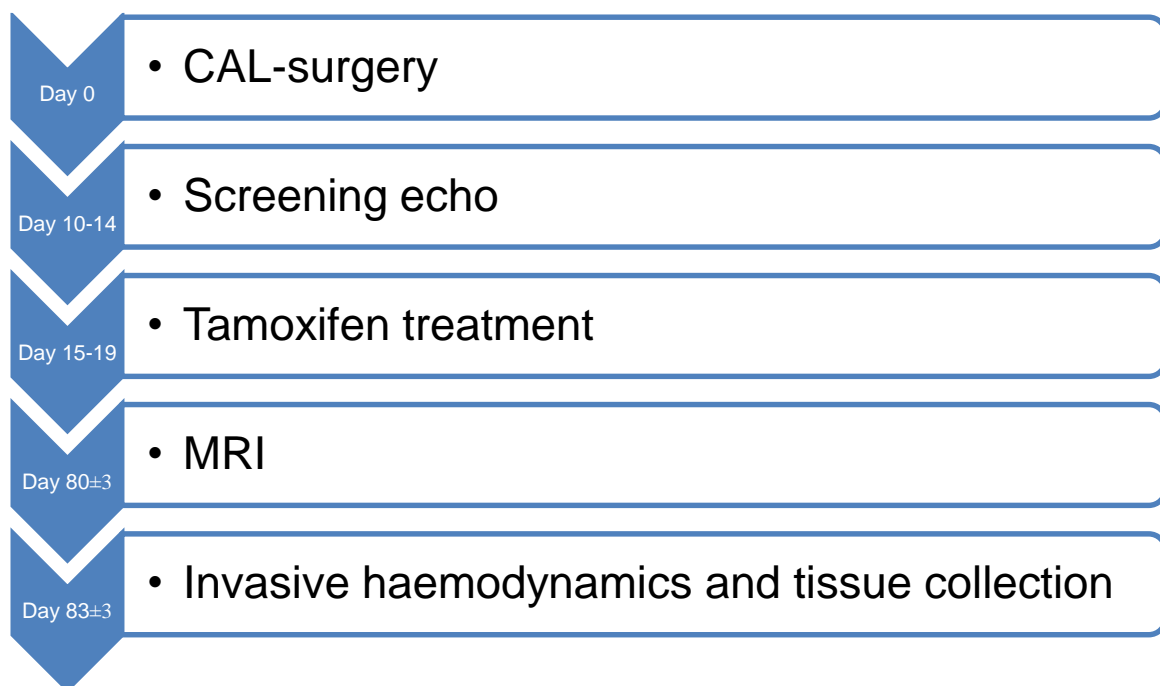 Day 0
• CAL-surgery
Day 10-14
• Screening echo
Day 15-19
• Tamoxifen treatment
Day 80±3
• MRI
Day 83±3
• Invasive haemodynamics and tissue collection